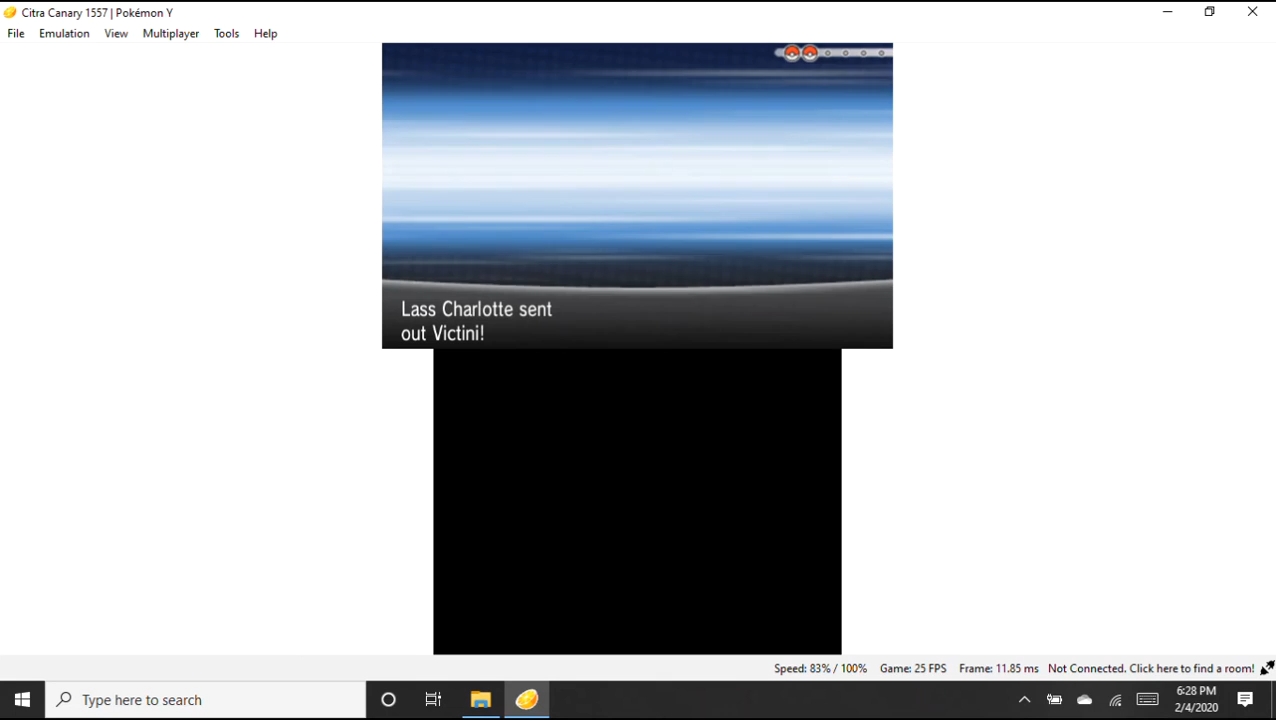 Citra Canary 1557 | Pokémon Y
File Emulation View Multiplayer Tools Help
Lass Charlotte sent
out Victini!
Speed: 83% / 100% Game: 25 FPS Frame: 11.85 ms Not Connected. Click here to find a room!
Type here to search
6:28 PM
2/4/2020